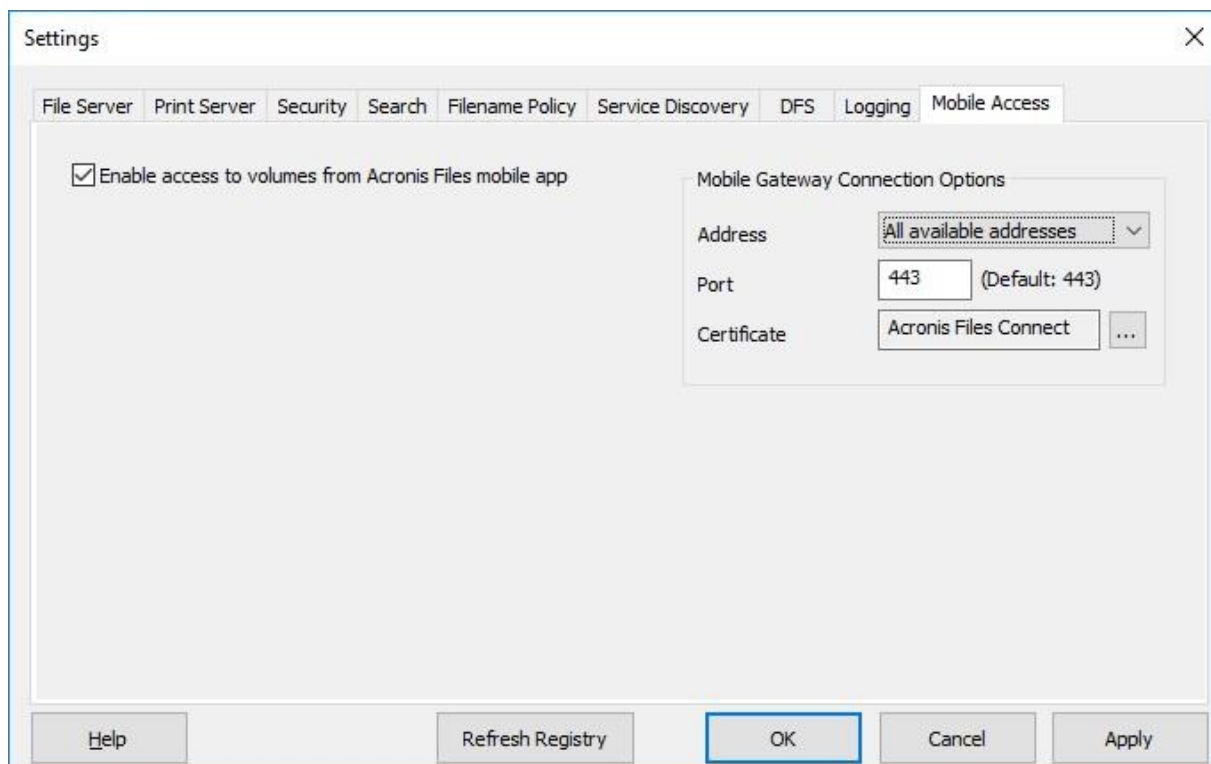 Settings
File Server Print Server Security Search Filename Policy Service Discovery DFS Logging Mobile Access
Enable access to volumes from Acronis Files mobile app
Mobile Gateway Connection Options
Address All available addresses
Port 443 (Default: 443)
Certificate Acronis Files Connect ...
Help Refresh Registry OK Cancel Apply